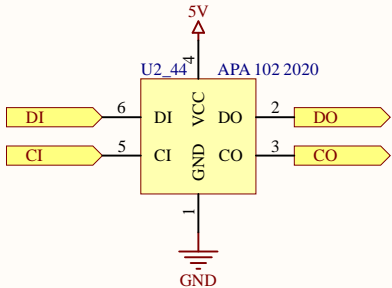 5V
4
U2_44 APA 102 2020
DI 6 DI VCC DO 2 DO
CI 5 CI GND CO 3 CO
1
GND